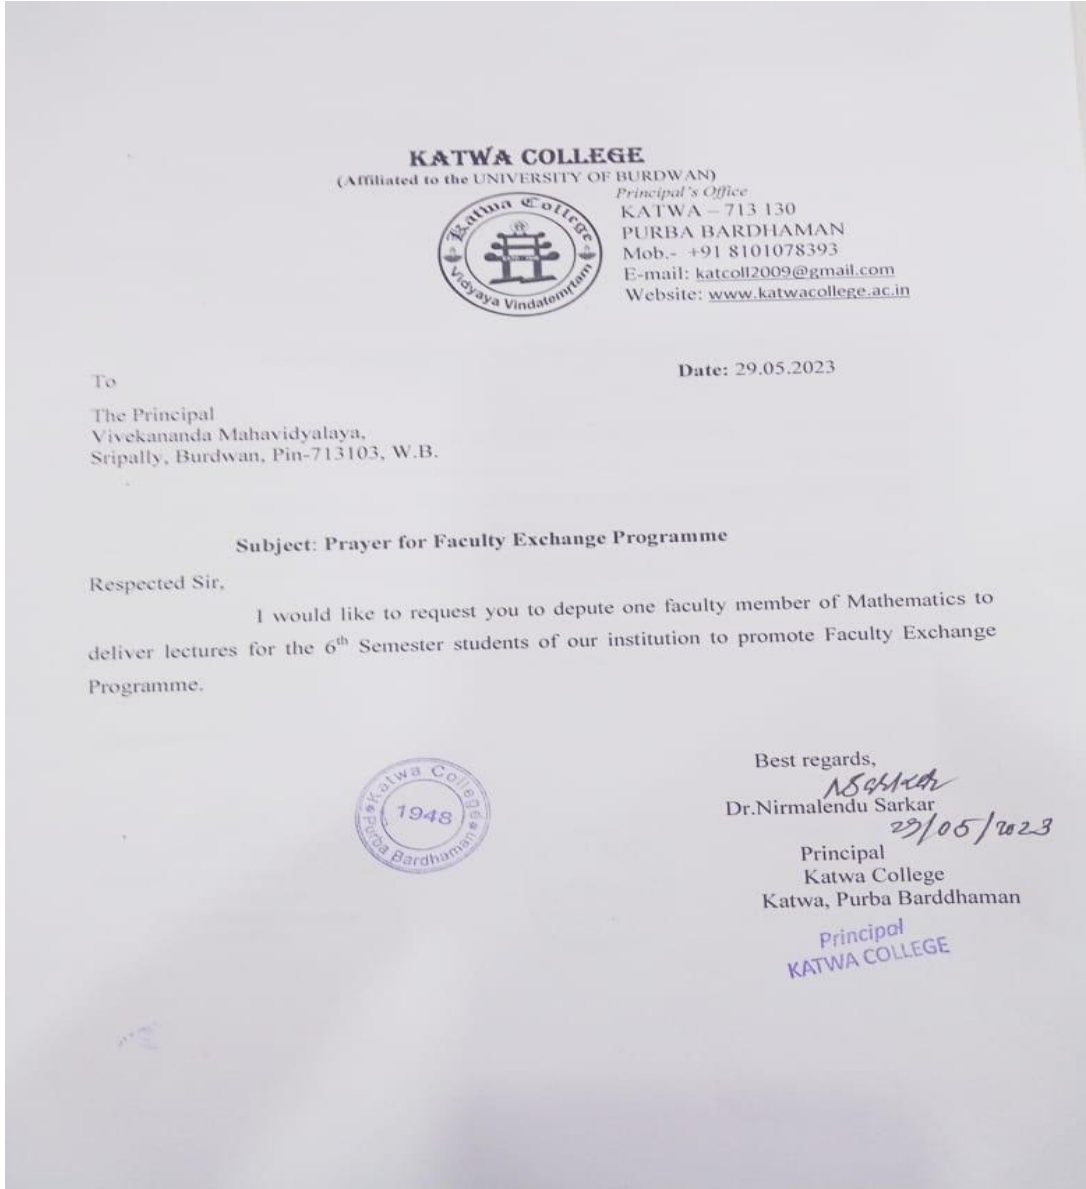 KATWA COLLEGE
(Affiliated to the UNIVERSITY OF BURDWAN)
Katwa College
Vidyaya Vindatemrtam
Principal's Office
KATWA – 713 130
PURBA BARDHAMAN
Mob.- +91 8101078393
E-mail: katcoll2009@gmail.com
Website: www.katwacollege.ac.in
Date: 29.05.2023
To
The Principal
Vivekananda Mahavidyalaya,
Sripally, Burdwan, Pin-713103, W.B.
Subject: Prayer for Faculty Exchange Programme
Respected Sir,
I would like to request you to depute one faculty member of Mathematics to
deliver lectures for the 6th Semester students of our institution to promote Faculty Exchange
Programme.
Katwa College
1948
Purba Bardhaman
Best regards,
NSarkar
Dr.Nirmalendu Sarkar
29/05/2023
Principal
Katwa College
Katwa, Purba Barddhaman
Principal
KATWA COLLEGE